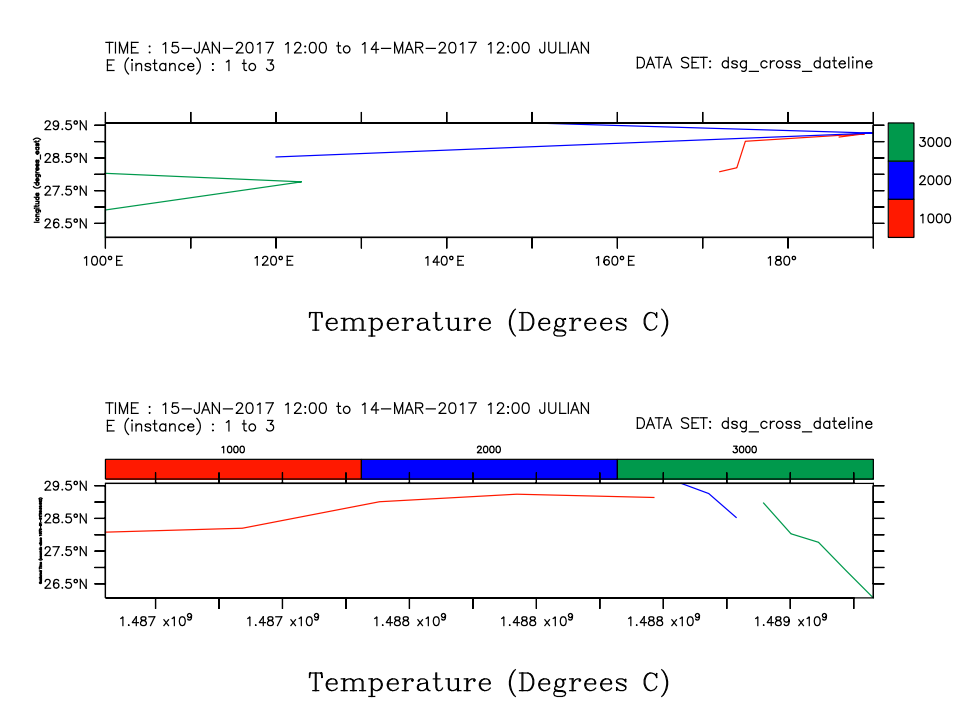 TIME : 15-JAN-2017 12:00 to 14-MAR-2017 12:00 JULIAN
E (instance) : 1 to 3
DATA SET: dsg_cross_dateline
29.5°N
28.5°N
27.5°N
26.5°N
longitude (degrees_east)
3000
2000
1000
100°E 120°E 140°E 160°E 180°
Temperature (Degrees C)
TIME : 15-JAN-2017 12:00 to 14-MAR-2017 12:00 JULIAN
E (instance) : 1 to 3
DATA SET: dsg_cross_dateline
1000 2000 3000
29.5°N
28.5°N
27.5°N
26.5°N
1.487 x10⁹ 1.487 x10⁹ 1.488 x10⁹ 1.488 x10⁹ 1.488 x10⁹ 1.489 x10⁹
Temperature (Degrees C)